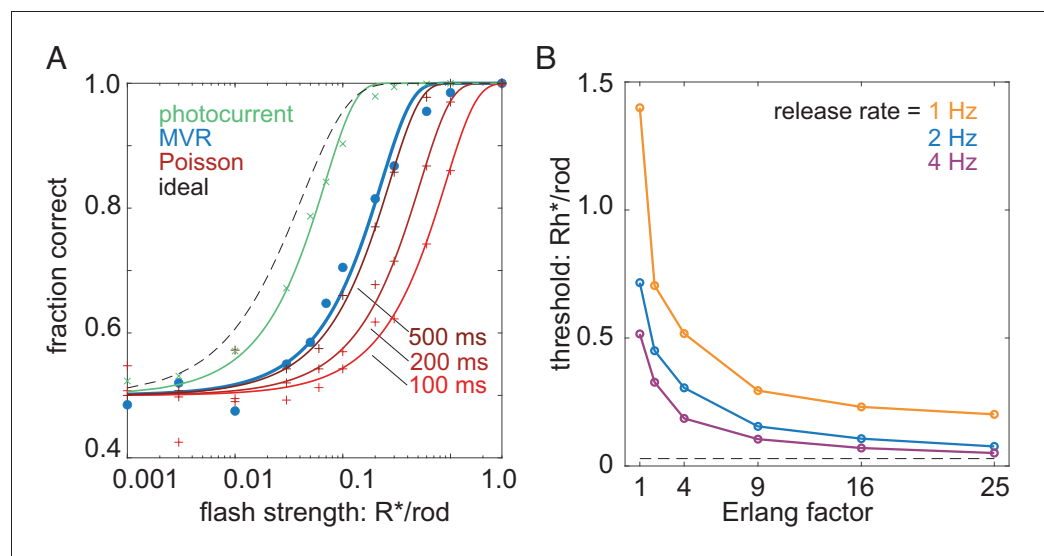 A
fraction correct
1.0
0.8
0.6
0.4
photocurrent
MVR
Poisson
ideal
500 ms
200 ms
100 ms
0.001
0.01
0.1
1.0
flash strength: R*/rod
B
threshold: Rh*/rod
1.5
1.0
0.5
0
release rate = 1 Hz
2 Hz
4 Hz
1
4
9
16
25
Erlang factor